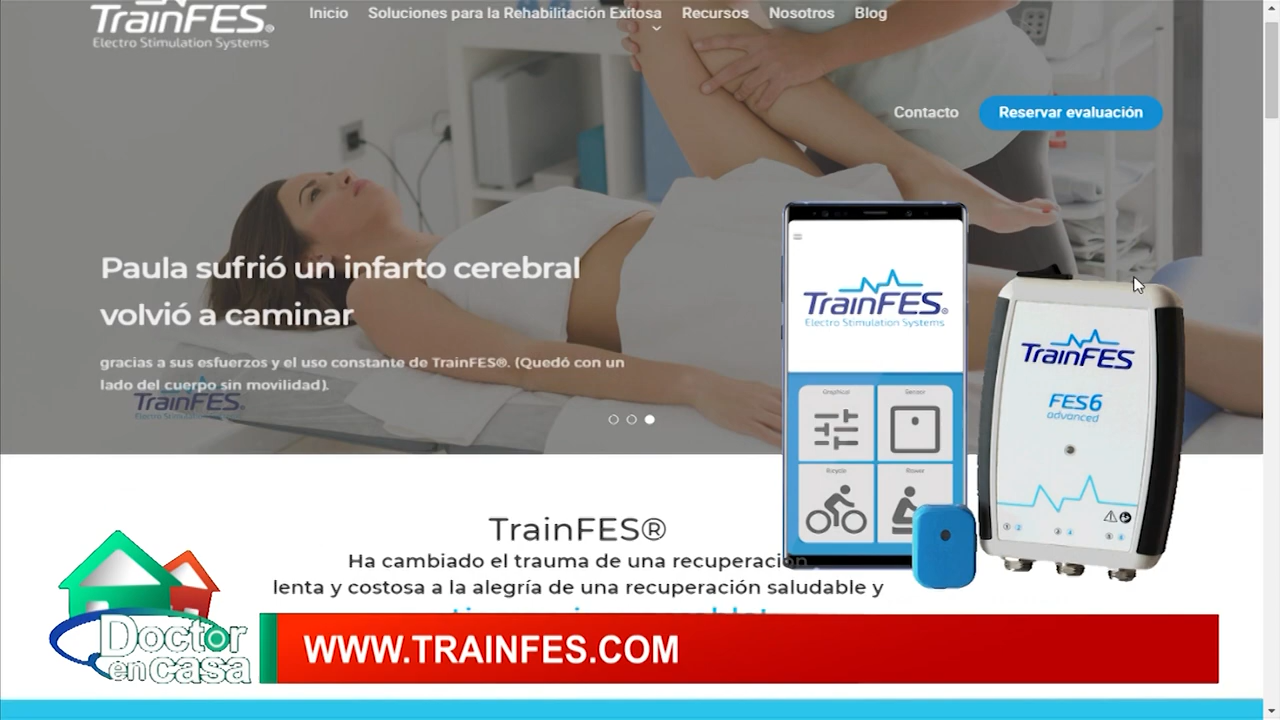 TrainFES®
Electro Stimulation Systems
Inicio Soluciones para la Rehabilitación Exitosa Recursos Nosotros Blog
Contacto Reservar evaluación
Paula sufrió un infarto cerebral
volvió a caminar
gracias a sus esfuerzos y el uso constante de TrainFES®. (Quedó con un
lado del cuerpo sin movilidad).
TrainFES
TrainFES®
Electro Stimulation Systems
Graphical Sensor
Bicycle Rower
TrainFES
FES6
advanced
TrainFES®
Ha cambiado el trauma de una recuperación
lenta y costosa a la alegría de una recuperación saludable y
Doctor
en casa
WWW.TRAINFES.COM